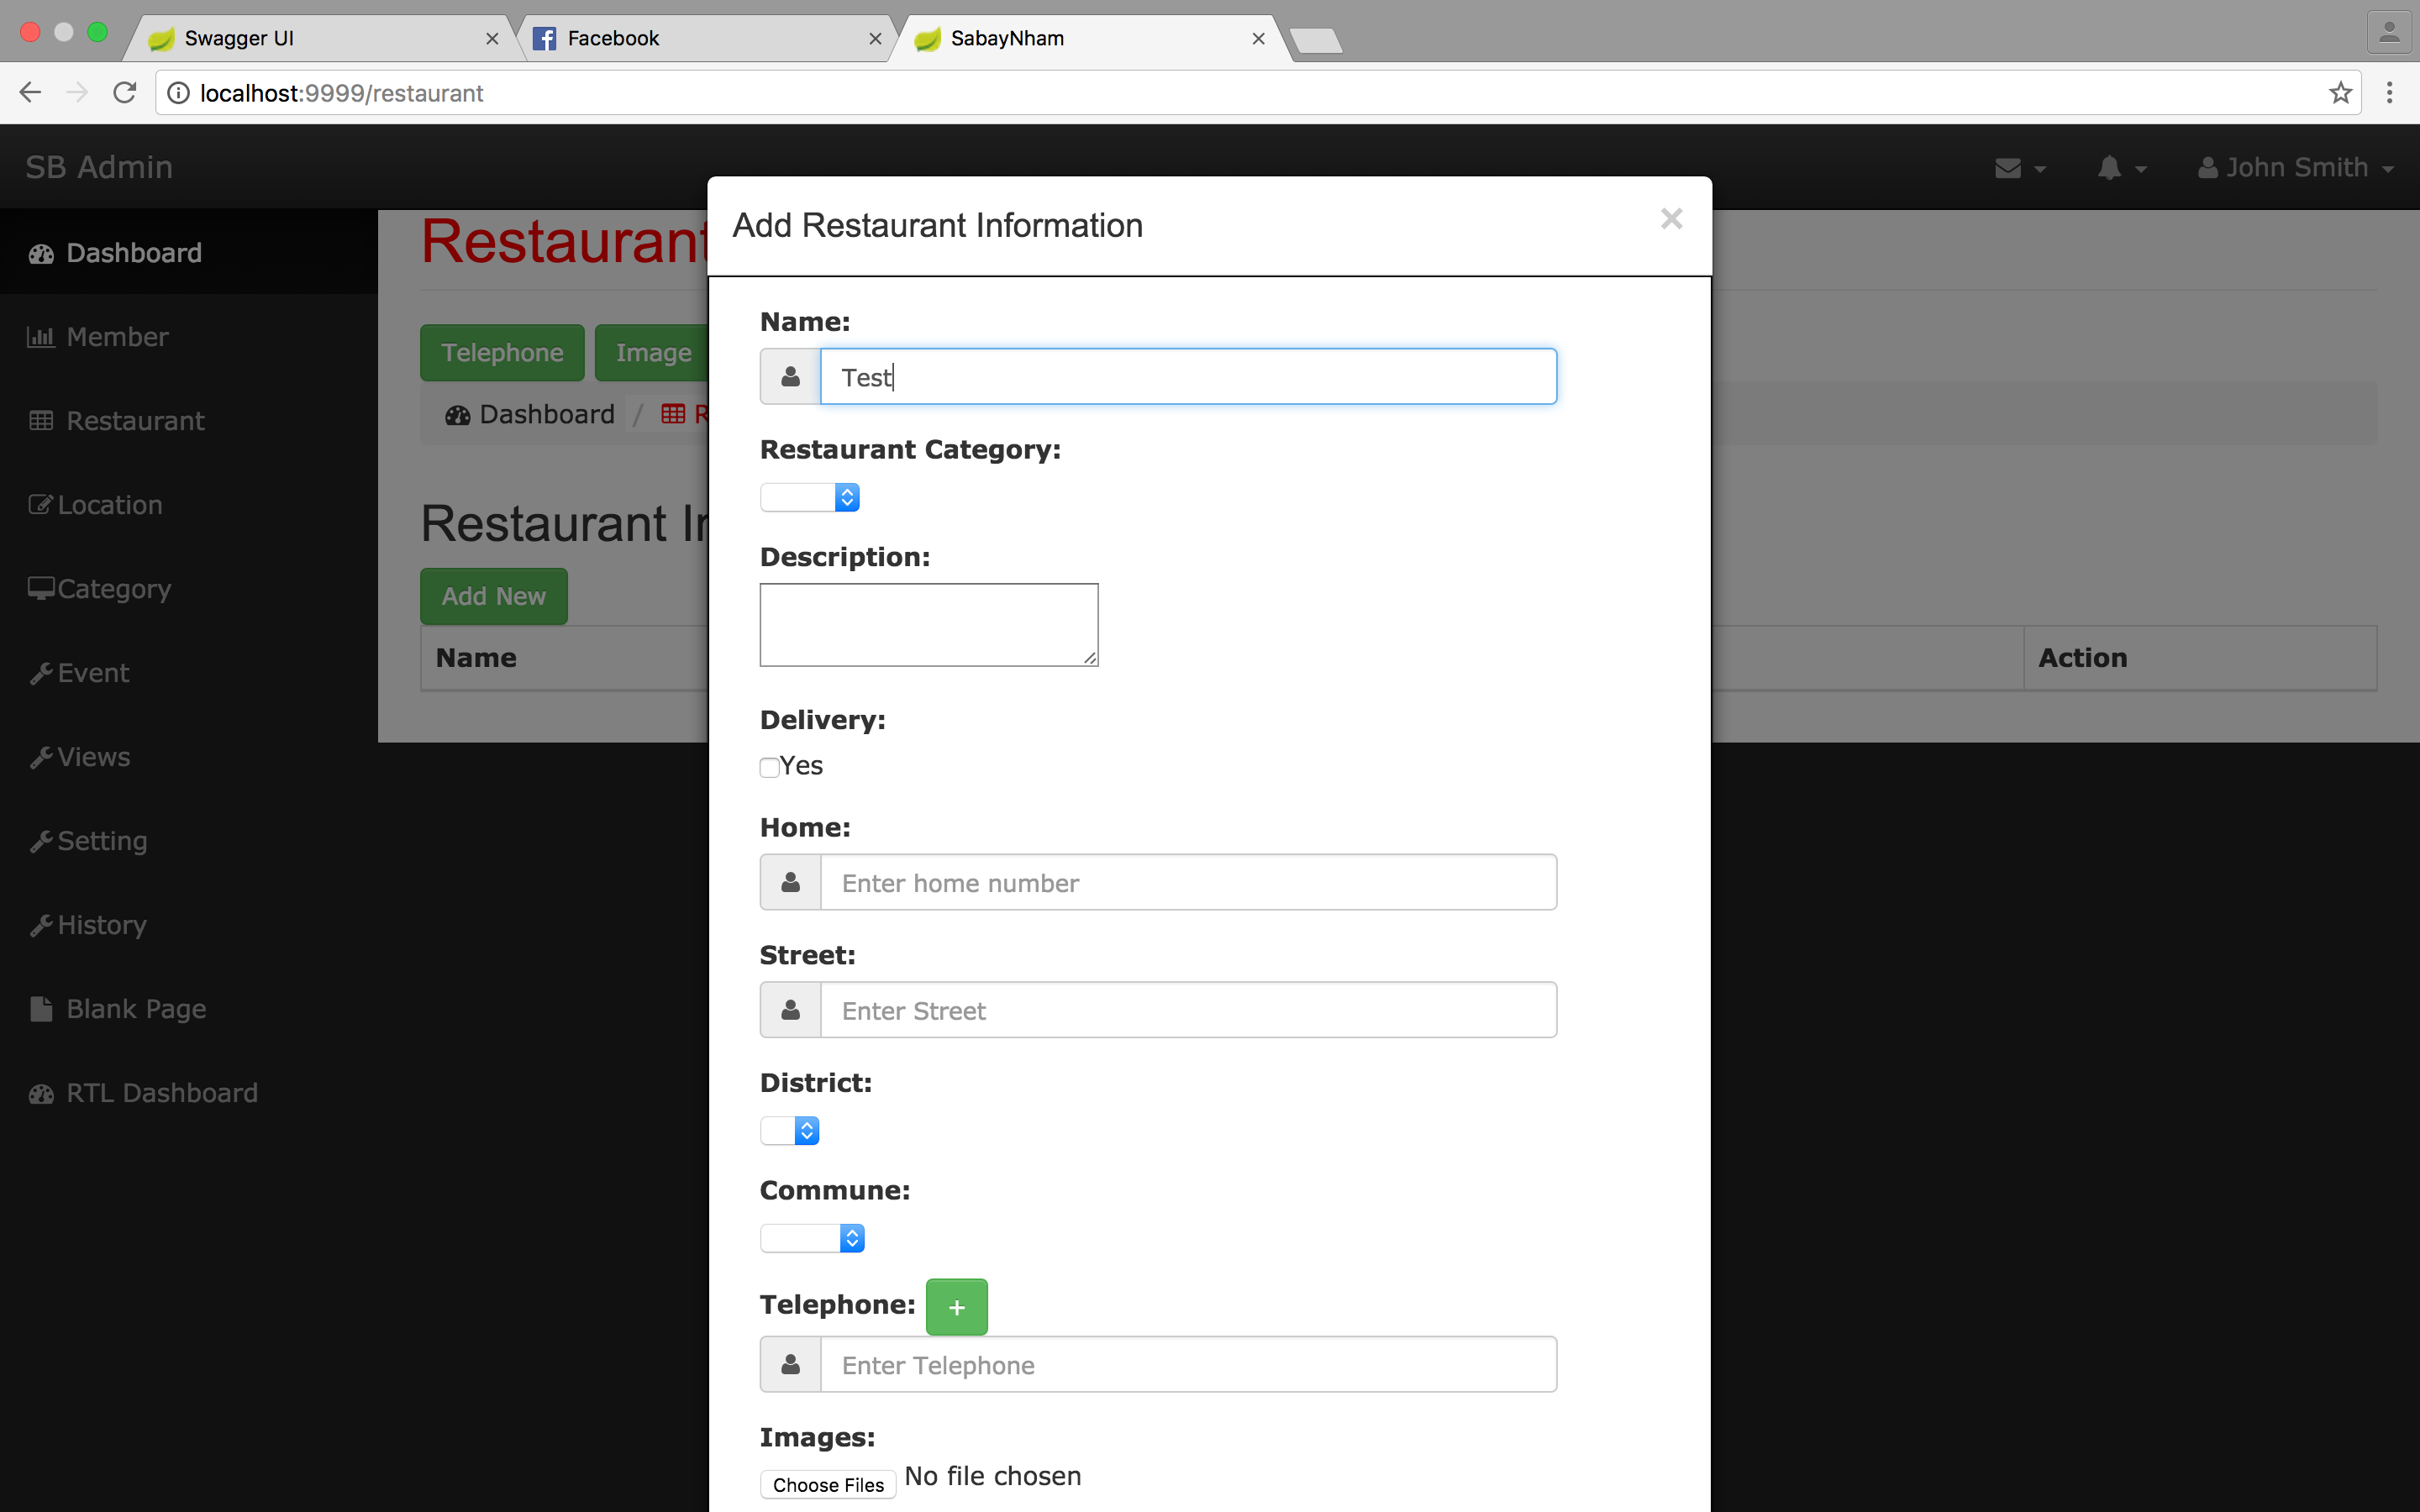 Swagger UI
Facebook
SabayNham
localhost:9999/restaurant
SB Admin
John Smith
Dashboard
Member
Restaurant
Location
Category
Event
Views
Setting
History
Blank Page
RTL Dashboard
Restaurant
Telephone
Image
Dashboard / R
Restaurant I
Add New
Name
Action
Add Restaurant Information
×
Name:
Test
Restaurant Category:
Description:
Delivery:
Yes
Home:
Enter home number
Street:
Enter Street
District:
Commune:
Telephone: +
Enter Telephone
Images:
Choose Files No file chosen